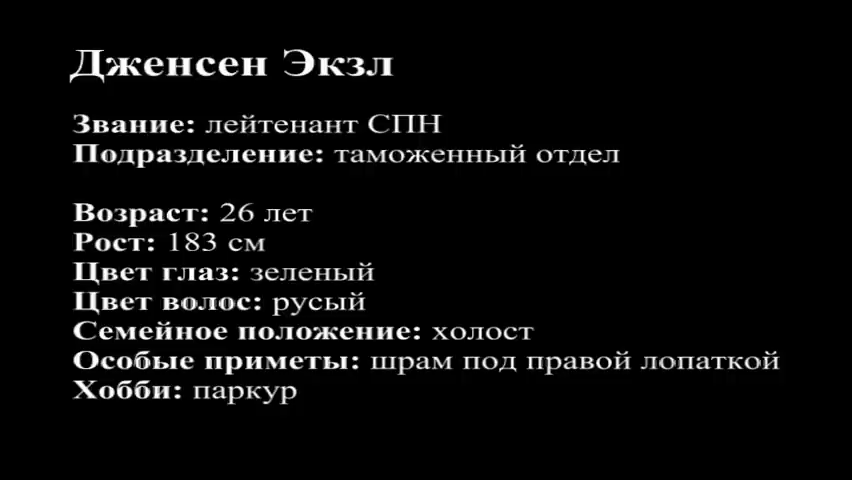 Дженсен Экзл
Звание: лейтенант СПН
Подразделение: таможенный отдел
Возраст: 26 лет
Рост: 183 см
Цвет глаз: зеленый
Цвет волос: русый
Семейное положение: холост
Особые приметы: шрам под правой лопаткой
Хобби: паркур